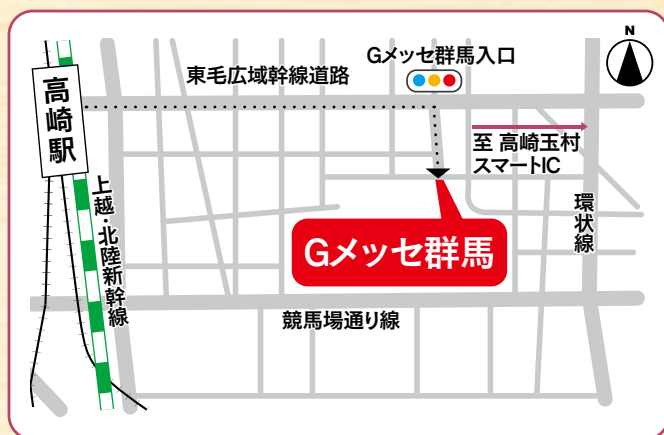 N
Gメッセ群馬入口
東毛広域幹線道路
高崎駅
至 高崎玉村
スマートIC
上越・北陸新幹線
環状線
Gメッセ群馬
競馬場通り線